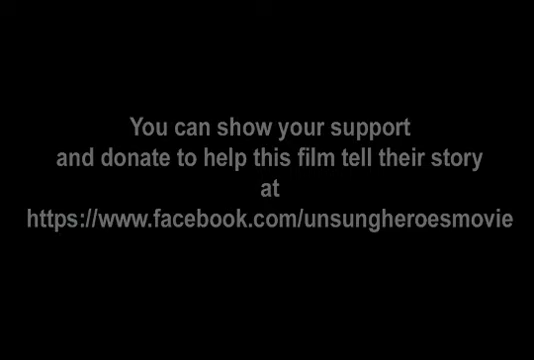 You can show your support
and donate to help this film tell their story
at
https://www.facebook.com/unsungheroesmovie